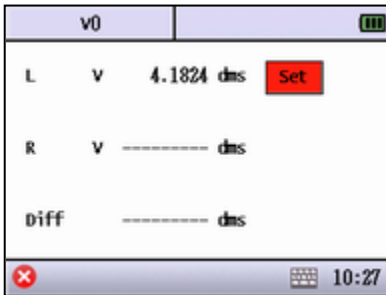 V0
L V 4.1824 dms Set
R V --------- dms
Diff --------- dms
10:27